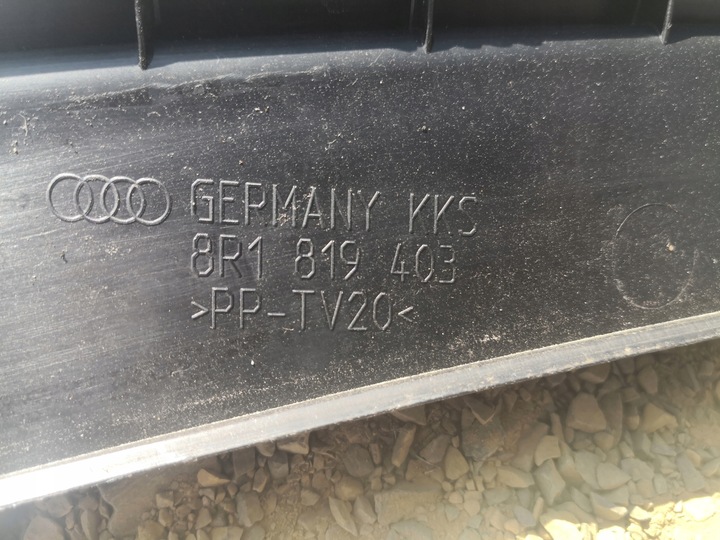 GERMANY KKS
8R1 819 403
>PP-TV20<